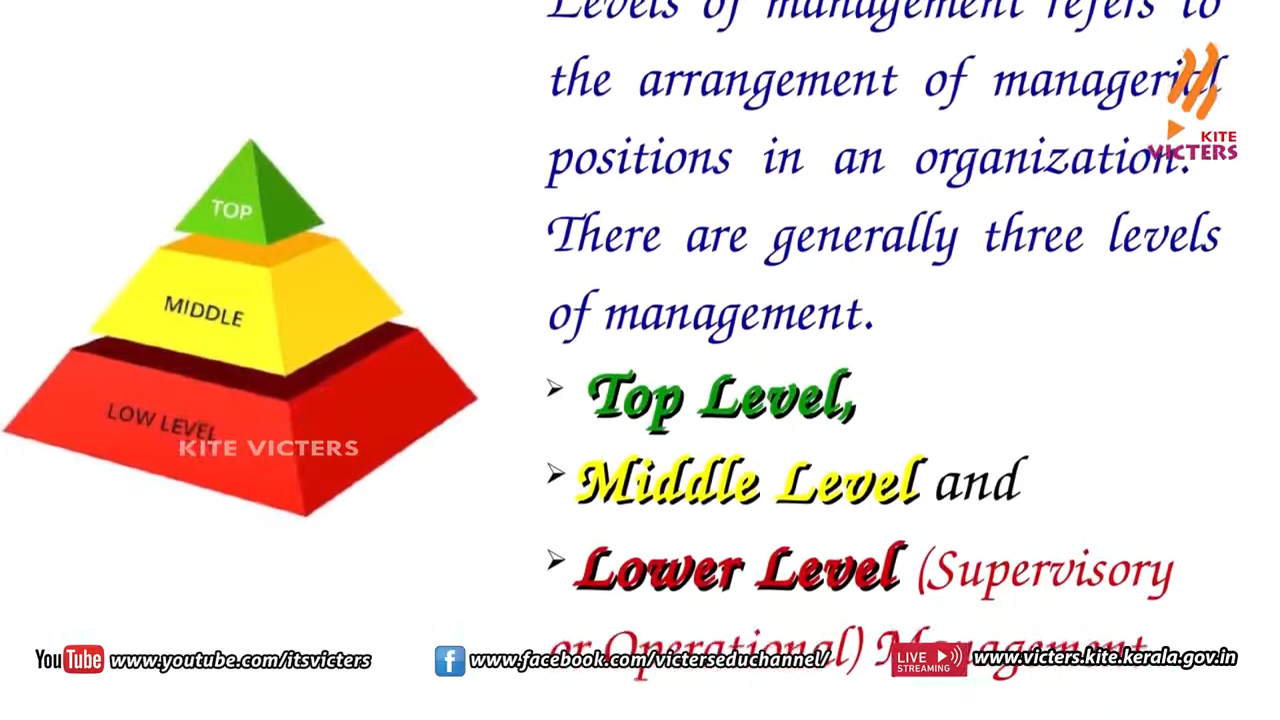 Levels of management refers to
the arrangement of managerial
positions in an organization.
There are generally three levels
of management.
➢ Top Level,
➢ Middle Level and
➢ Lower Level (Supervisory
or Operational) Management
TOP
MIDDLE
LOW LEVEL
KITE VICTERS
KITE
VICTERS
YouTube www.youtube.com/itsvicters
f www.facebook.com/victerseduchannel/
LIVE
STREAMING
www.victers.kite.kerala.gov.in